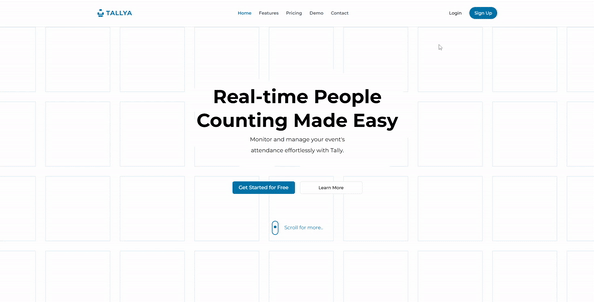 TALLYA
Home Features Pricing Demo Contact
Login Sign Up
Real-time People
Counting Made Easy
Monitor and manage your event's
attendance effortlessly with Tally.
Get Started for Free Learn More
Scroll for more..